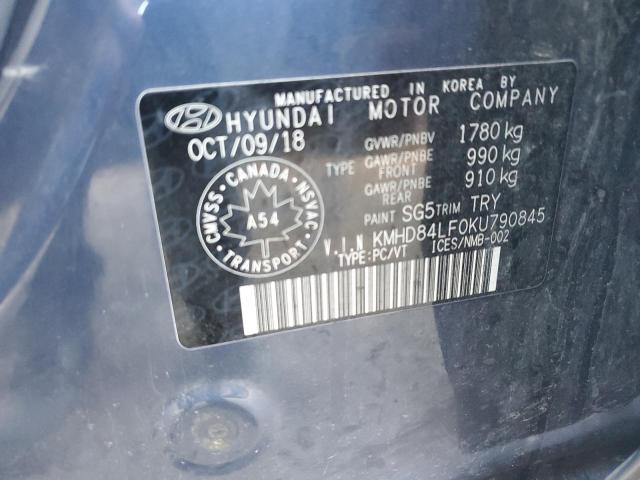 MANUFACTURED IN KOREA BY
HYUNDAI MOTOR COMPANY
OCT/09/18
GVWR/PNBV 1780 kg
TYPE GAWR/PNBE FRONT 990 kg
GAWR/PNBE REAR 910 kg
PAINT SG5 TRIM TRY
V.I.N KMHD84LF0KU790845
TYPE:PC/VT ICES/NMB-002
CANADA
CMVSS NSVAC
A54
TRANSPORT